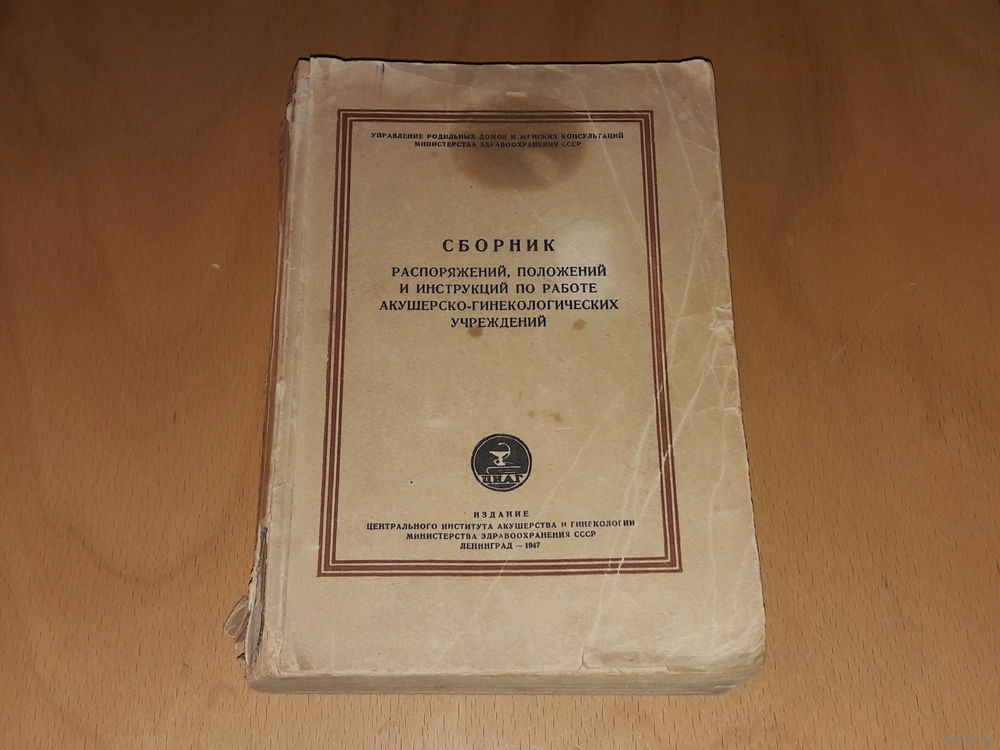 УПРАВЛЕНИЕ РОДИЛЬНЫХ ДОМОВ И ЖЕНСКИХ КОНСУЛЬТАЦИЙ
МИНИСТЕРСТВА ЗДРАВООХРАНЕНИЯ СССР
СБОРНИК
РАСПОРЯЖЕНИЙ, ПОЛОЖЕНИЙ
И ИНСТРУКЦИЙ ПО РАБОТЕ
АКУШЕРСКО-ГИНЕКОЛОГИЧЕСКИХ
УЧРЕЖДЕНИЙ
ЦИАГ
ИЗДАНИЕ
ЦЕНТРАЛЬНОГО ИНСТИТУТА АКУШЕРСТВА И ГИНЕКОЛОГИИ
МИНИСТЕРСТВА ЗДРАВООХРАНЕНИЯ СССР
ЛЕНИНГРАД — 1947